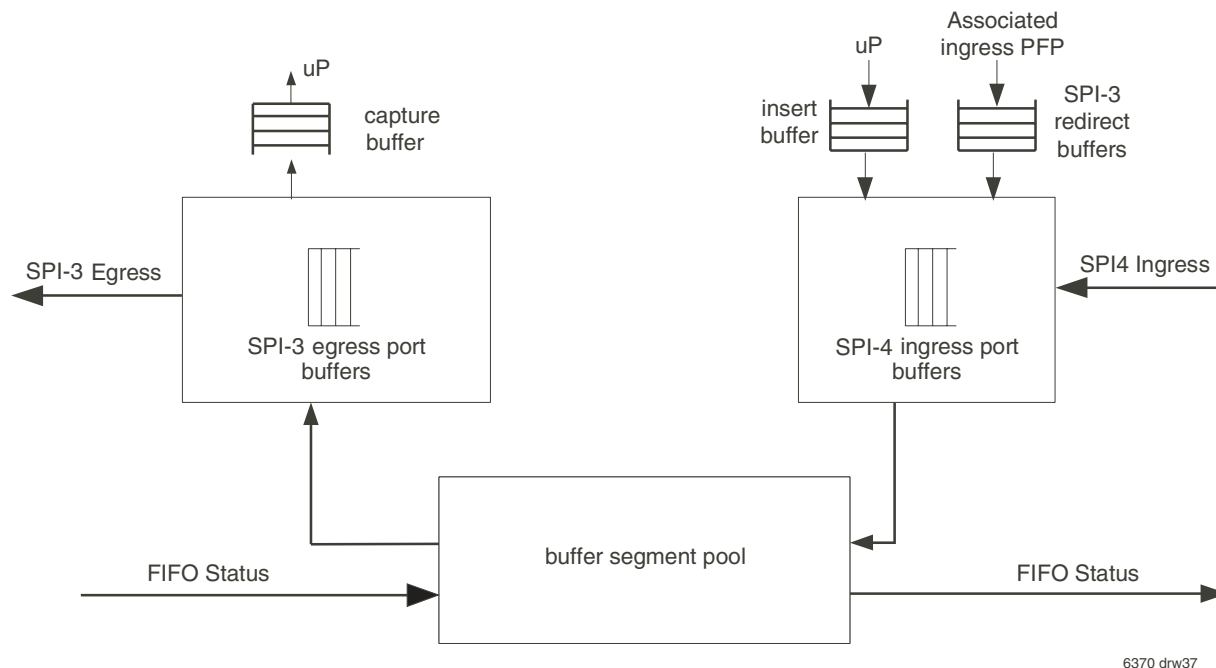 uP
capture
buffer
uP
Associated
ingress PFP
insert
buffer
SPI-3
redirect
buffers
SPI-3 Egress
SPI-3 egress port
buffers
SPI4 Ingress
SPI-4 ingress port
buffers
buffer segment pool
FIFO Status
FIFO Status
6370 drw37